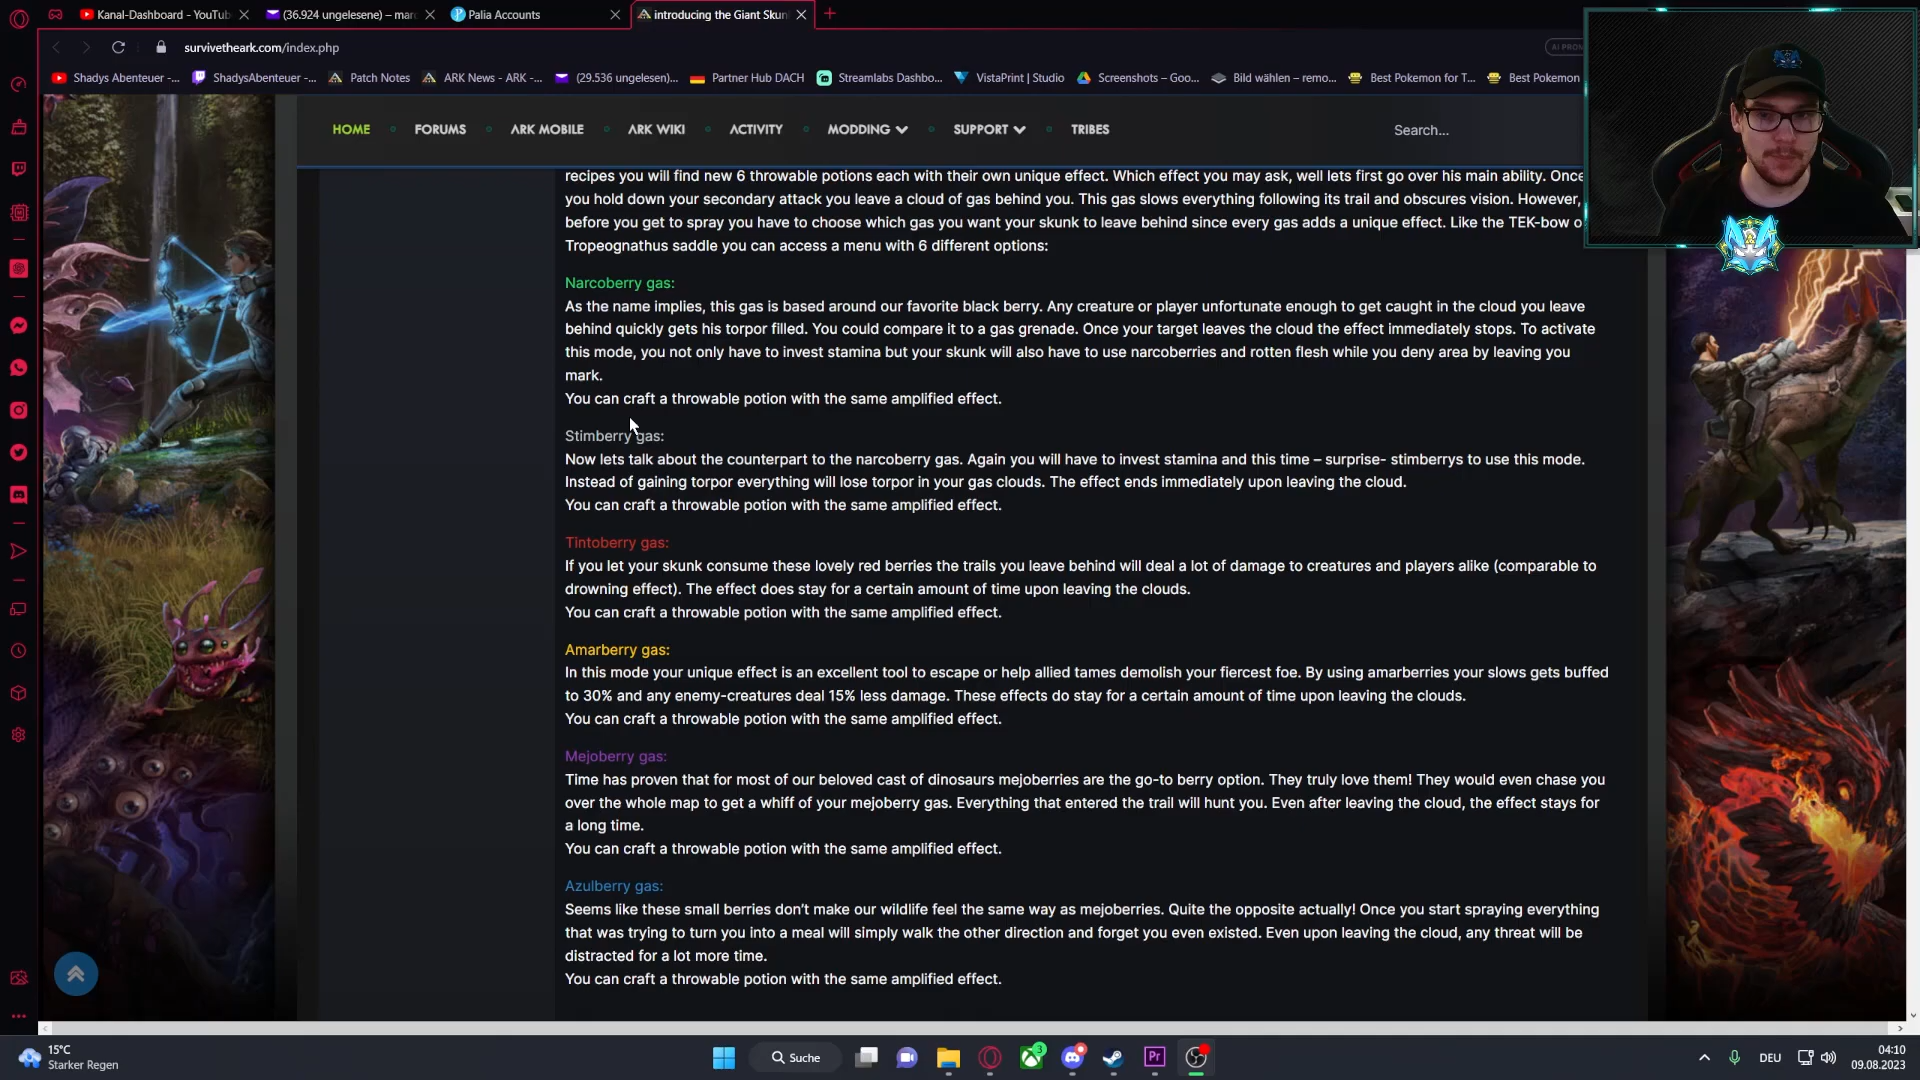 Kanal-Dashboard - YouTub
(36.924 ungelesene) – mar
Palia Accounts
introducing the Giant Skun
survivetheark.com/index.php
Shadys Abenteuer -...
ShadysAbenteuer -...
Patch Notes
ARK News - ARK -...
(29.536 ungelesen)...
Partner Hub DACH
Streamlabs Dashbo...
VistaPrint | Studio
Screenshots – Goo...
Bild wählen – remo...
Best Pokemon for T...
Best Pokemon
HOME
FORUMS
ARK MOBILE
ARK WIKI
ACTIVITY
MODDING
SUPPORT
TRIBES
Search...
recipes you will find new 6 throwable potions each with their own unique effect. Which effect you may ask, well lets first go over his main ability. Once
you hold down your secondary attack you leave a cloud of gas behind you. This gas slows everything following its trail and obscures vision. However,
before you get to spray you have to choose which gas you want your skunk to leave behind since every gas adds a unique effect. Like the TEK-bow o
Tropeognathus saddle you can access a menu with 6 different options:
Narcoberry gas:
As the name implies, this gas is based around our favorite black berry. Any creature or player unfortunate enough to get caught in the cloud you leave
behind quickly gets his torpor filled. You could compare it to a gas grenade. Once your target leaves the cloud the effect immediately stops. To activate
this mode, you not only have to invest stamina but your skunk will also have to use narcoberries and rotten flesh while you deny area by leaving you
mark.
You can craft a throwable potion with the same amplified effect.
Stimberry gas:
Now lets talk about the counterpart to the narcoberry gas. Again you will have to invest stamina and this time – surprise- stimberrys to use this mode.
Instead of gaining torpor everything will lose torpor in your gas clouds. The effect ends immediately upon leaving the cloud.
You can craft a throwable potion with the same amplified effect.
Tintoberry gas:
If you let your skunk consume these lovely red berries the trails you leave behind will deal a lot of damage to creatures and players alike (comparable to
drowning effect). The effect does stay for a certain amount of time upon leaving the clouds.
You can craft a throwable potion with the same amplified effect.
Amarberry gas:
In this mode your unique effect is an excellent tool to escape or help allied tames demolish your fiercest foe. By using amarberries your slows gets buffed
to 30% and any enemy-creatures deal 15% less damage. These effects do stay for a certain amount of time upon leaving the clouds.
You can craft a throwable potion with the same amplified effect.
Mejoberry gas:
Time has proven that for most of our beloved cast of dinosaurs mejoberries are the go-to berry option. They truly love them! They would even chase you
over the whole map to get a whiff of your mejoberry gas. Everything that entered the trail will hunt you. Even after leaving the cloud, the effect stays for
a long time.
You can craft a throwable potion with the same amplified effect.
Azulberry gas:
Seems like these small berries don't make our wildlife feel the same way as mejoberries. Quite the opposite actually! Once you start spraying everything
that was trying to turn you into a meal will simply walk the other direction and forget you even existed. Even upon leaving the cloud, any threat will be
distracted for a lot more time.
You can craft a throwable potion with the same amplified effect.
15°C
Starker Regen
Suche
3
Pr
DEU
04:10
09.08.2023